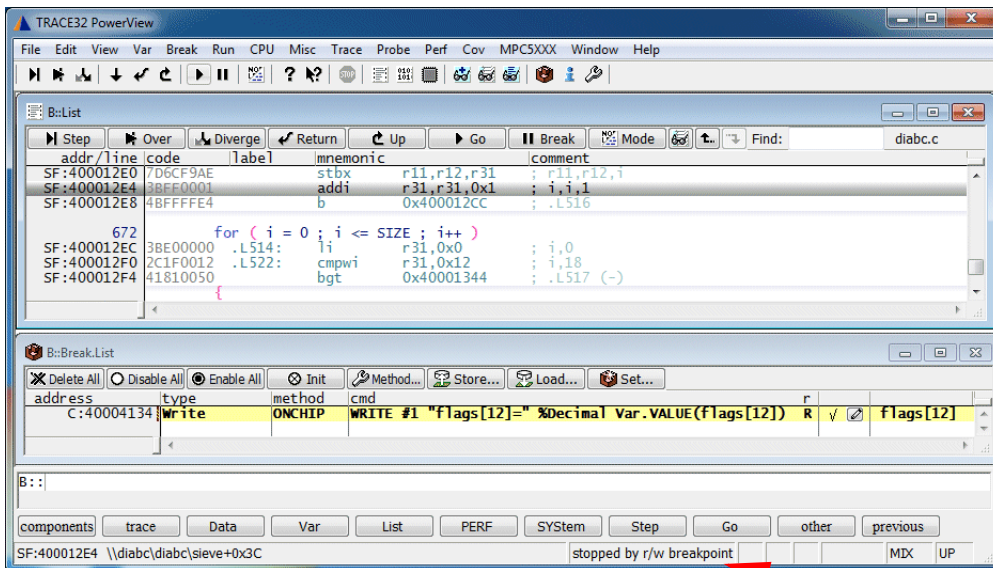 TRACE32 PowerView
File Edit View Var Break Run CPU Misc Trace Probe Perf Cov MPC5XXX Window Help
B::List
Step Over Diverge Return Up Go Break Mode Find: diabc.c
addr/line code label mnemonic comment
SF:400012E0 7D6CF9AE stbx r11,r12,r31 ; r11,r12,i
SF:400012E4 3BFF0001 addi r31,r31,0x1 ; i,i,1
SF:400012E8 4BFFFFE4 b 0x400012CC ; .L516
672 for ( i = 0 ; i <= SIZE ; i++ )
SF:400012EC 3BE00000 .L514: li r31,0x0 ; i,0
SF:400012F0 2C1F0012 .L522: cmpwi r31,0x12 ; i,18
SF:400012F4 41810050 bgt 0x40001344 ; .L517 (-)
{
B::Break.List
Delete All Disable All Enable All Init Method... Store... Load... Set...
address type method cmd r
C:40004134 Write ONCHIP WRITE #1 "flags[12]=" %Decimal Var.VALUE(flags[12]) R √ flags[12]
B::
components trace Data Var List PERF SYStem Step Go other previous
SF:400012E4 \\diabc\diabc\sieve+0x3C stopped by r/w breakpoint MIX UP